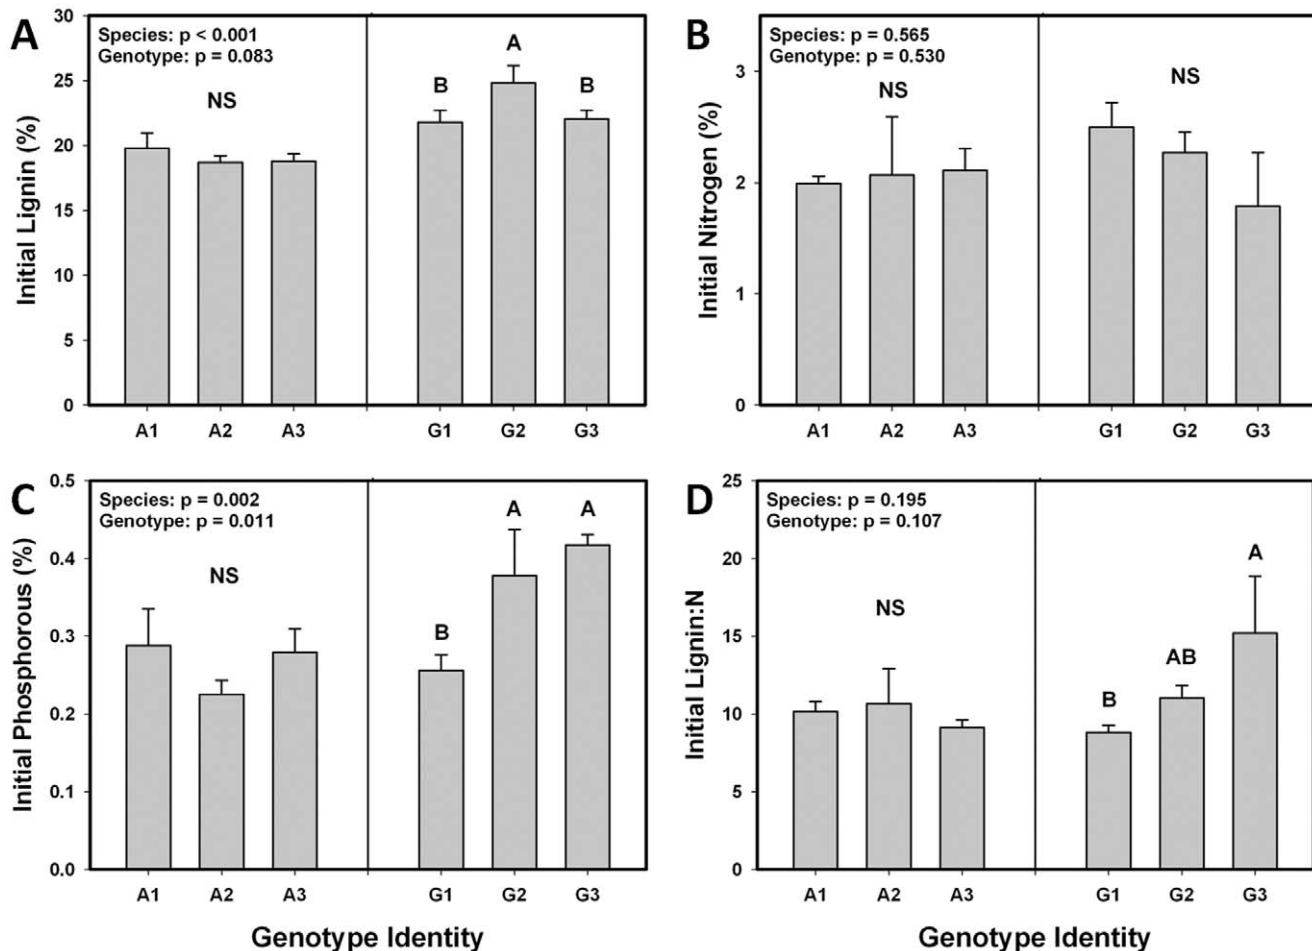 A
Species: p < 0.001
Genotype: p = 0.083
NS
B
A
B
Initial Lignin (%)
30
25
20
15
10
5
0
A1 A2 A3 G1 G2 G3
B
Species: p = 0.565
Genotype: p = 0.530
NS
NS
Initial Nitrogen (%)
3
2
1
0
A1 A2 A3 G1 G2 G3
C
Species: p = 0.002
Genotype: p = 0.011
NS
B
A
A
Initial Phosphorous (%)
0.5
0.4
0.3
0.2
0.1
0.0
A1 A2 A3 G1 G2 G3
Genotype Identity
D
Species: p = 0.195
Genotype: p = 0.107
NS
B
AB
A
Initial Lignin:N
25
20
15
10
5
0
A1 A2 A3 G1 G2 G3
Genotype Identity